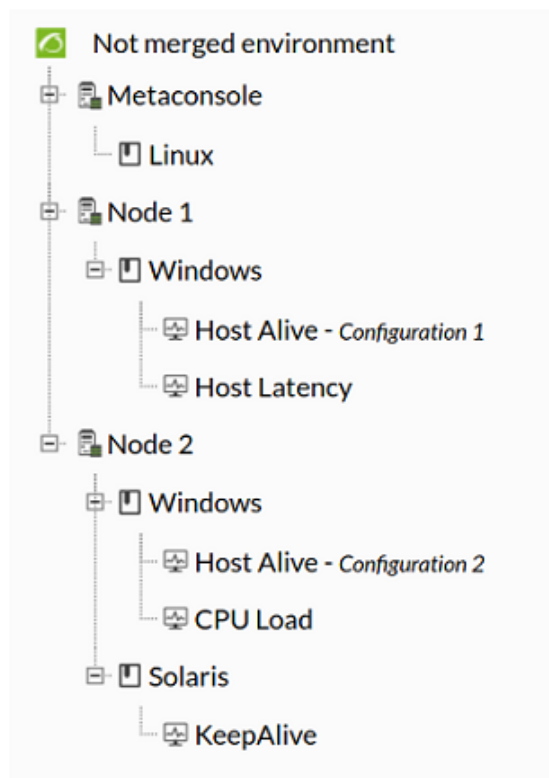 Not merged environment
Metaconsole
Linux
Node 1
Windows
Host Alive - Configuration 1
Host Latency
Node 2
Windows
Host Alive - Configuration 2
CPU Load
Solaris
KeepAlive